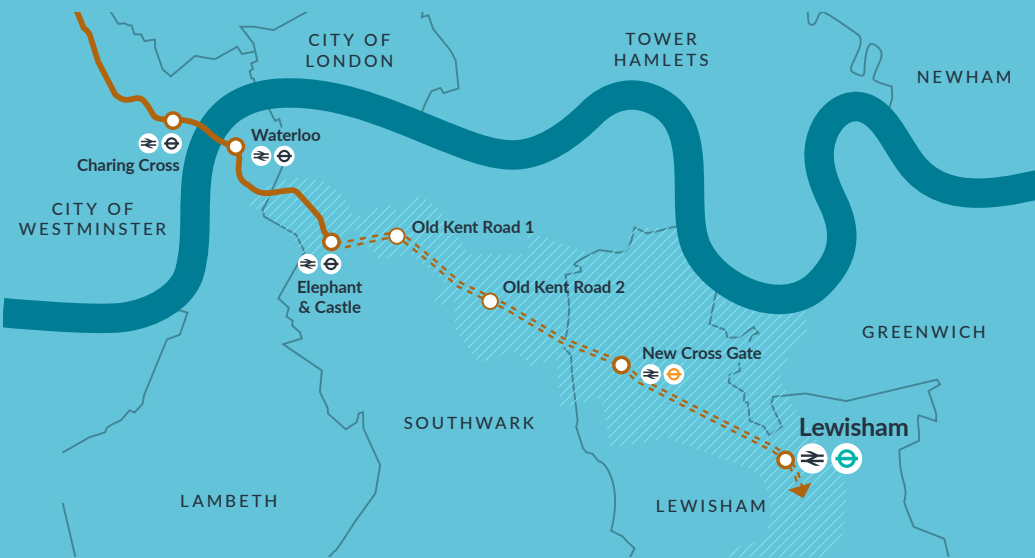 CITY OF
LONDON
TOWER
HAMLETS
NEWHAM
Waterloo
Charing Cross
CITY OF
WESTMINSTER
Old Kent Road 1
Elephant
& Castle
Old Kent Road 2
GREENWICH
New Cross Gate
SOUTHWARK
Lewisham
LAMBETH
LEWISHAM